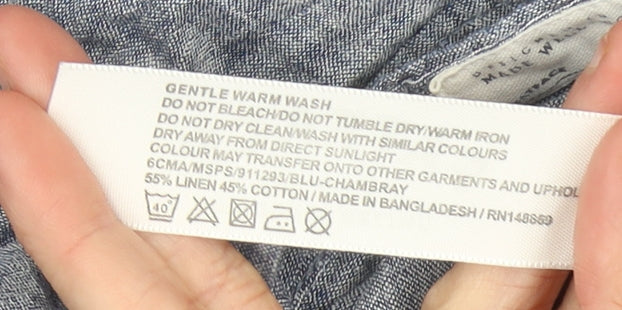 GENTLE WARM WASH
DO NOT BLEACH/DO NOT TUMBLE DRY/WARM IRON
DO NOT DRY CLEAN/WASH WITH SIMILAR COLOURS
DRY AWAY FROM DIRECT SUNLIGHT
COLOUR MAY TRANSFER ONTO OTHER GARMENTS AND UPHOL
6CMA/MSPS/911293/BLU-CHAMBRAY
55% LINEN 45% COTTON / MADE IN BANGLADESH / RN148659
40°
MADE